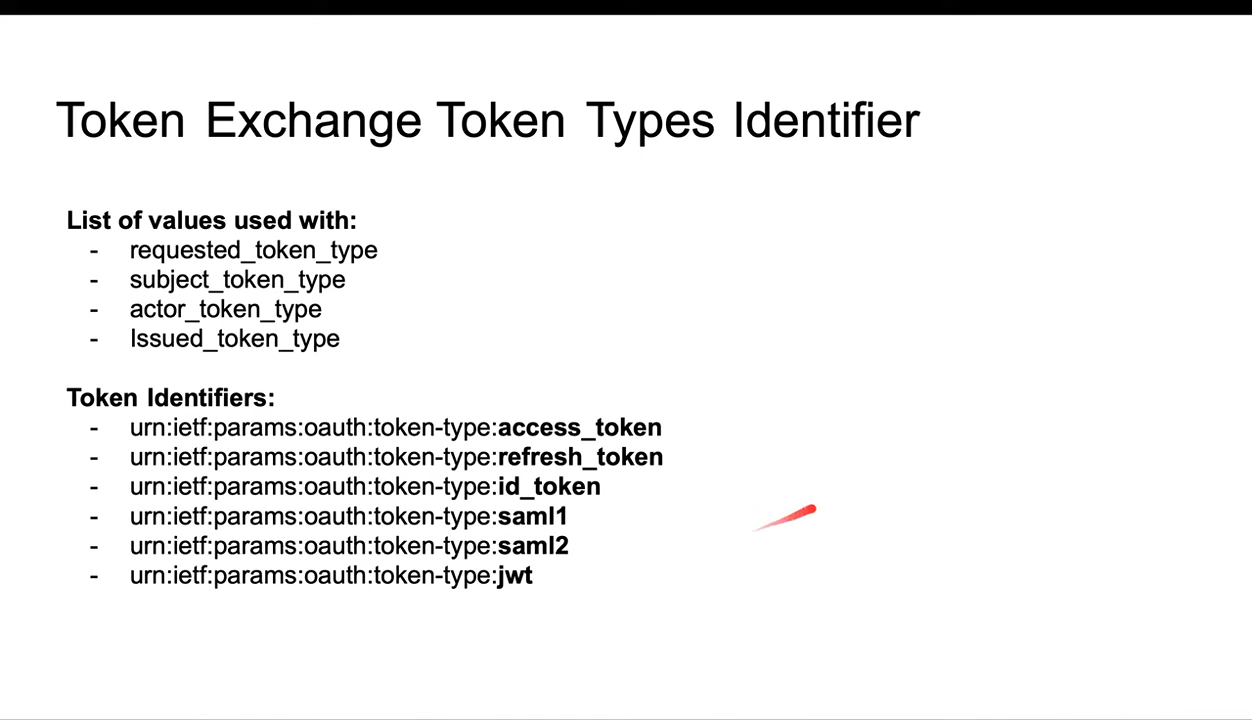 Token Exchange Token Types Identifier
List of values used with:
- requested_token_type
- subject_token_type
- actor_token_type
- Issued_token_type
Token Identifiers:
- urn:ietf:params:oauth:token-type:access_token
- urn:ietf:params:oauth:token-type:refresh_token
- urn:ietf:params:oauth:token-type:id_token
- urn:ietf:params:oauth:token-type:saml1
- urn:ietf:params:oauth:token-type:saml2
- urn:ietf:params:oauth:token-type:jwt